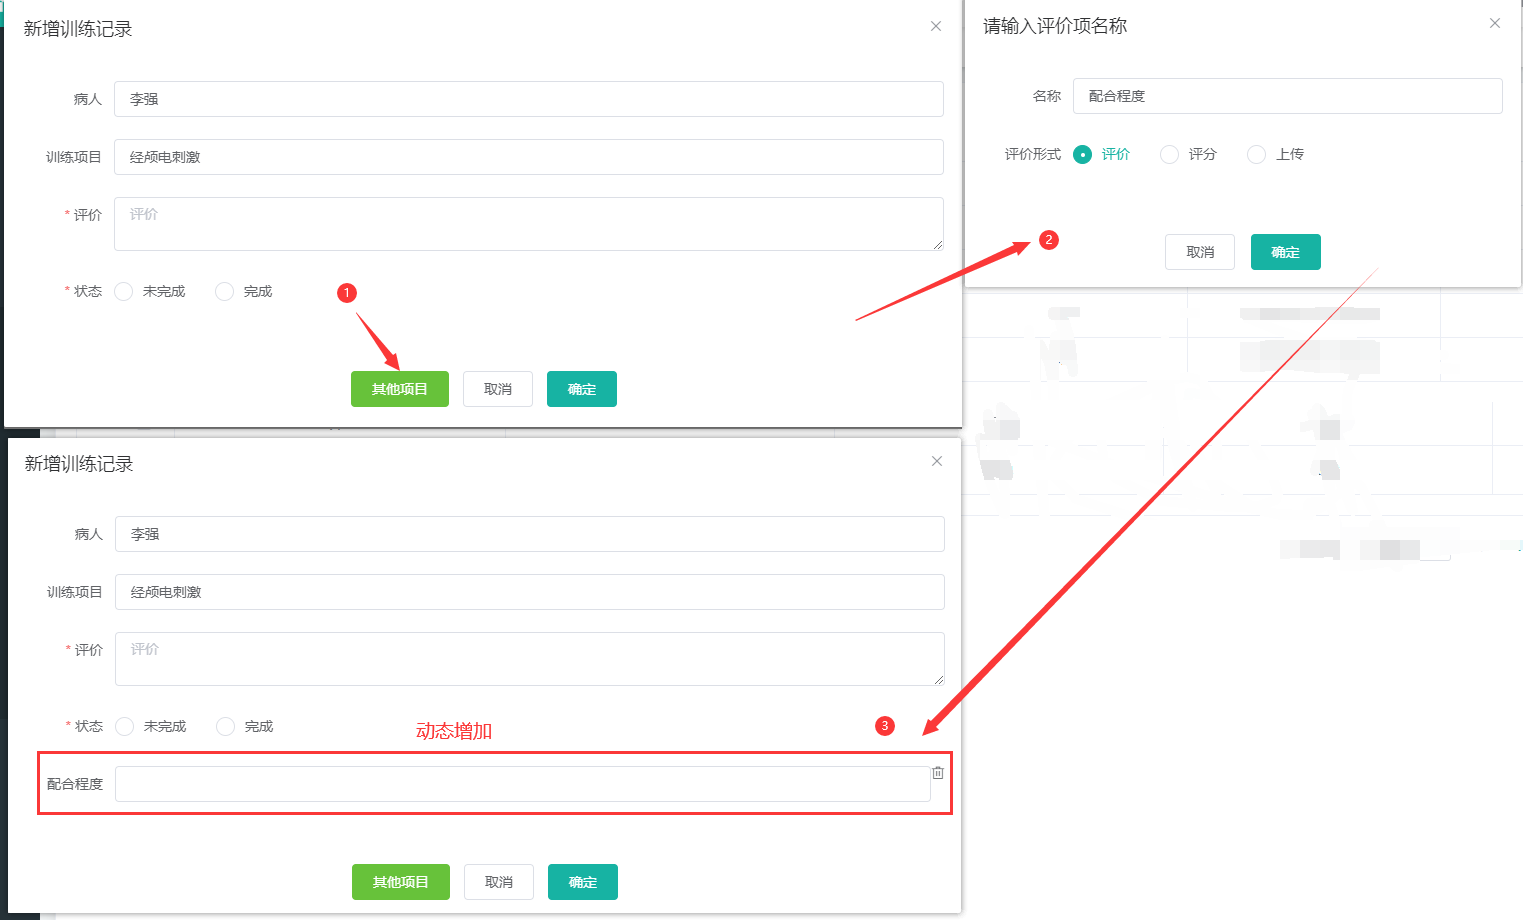 新增训练记录
病人
李强
训练项目
经颅电刺激
* 评价
评价
* 状态
未完成
完成
1
其他项目
取消
确定
请输入评价项名称
名称
配合程度
评价形式
评价
评分
上传
取消
确定
2
新增训练记录
病人
李强
训练项目
经颅电刺激
* 评价
评价
* 状态
未完成
完成
动态增加
3
配合程度
其他项目
取消
确定